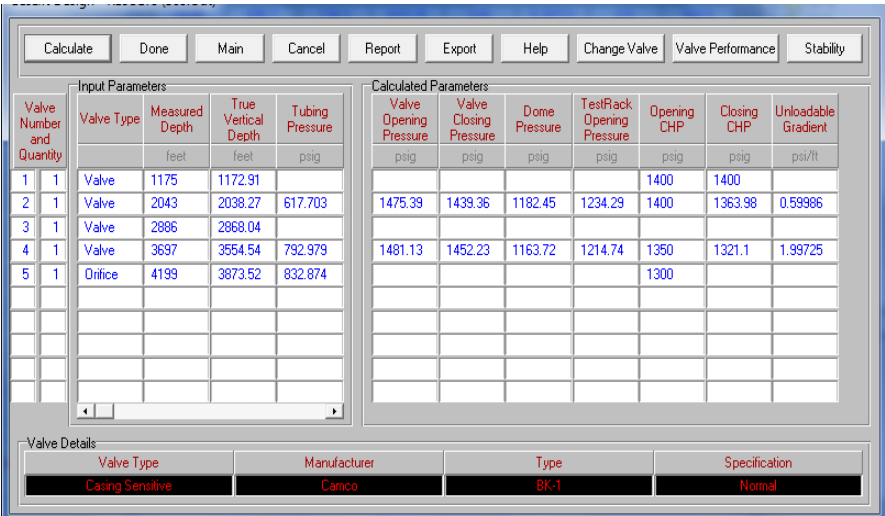 Calculate Done Main Cancel Report Export Help Change Valve Valve Performance Stability
Input Parameters Calculated Parameters
Valve Number and Quantity Valve Type Measured Depth True Vertical Depth Tubing Pressure Valve Opening Pressure Valve Closing Pressure Dome Pressure TestRack Opening Pressure Opening CHP Closing CHP Unloadable Gradient
feet feet psig psig psig psig psig psig psig psi/ft
1 1 Valve 1175 1172.91 1400 1400
2 1 Valve 2043 2038.27 617.703 1475.39 1439.36 1182.45 1234.29 1400 1363.98 0.59986
3 1 Valve 2886 2868.04
4 1 Valve 3697 3554.54 792.979 1481.13 1452.23 1163.72 1214.74 1350 1321.1 1.99725
5 1 Orifice 4199 3873.52 832.874 1300
Valve Details
Valve Type Manufacturer Type Specification
Casing Sensitive Camco BK-1 Normal